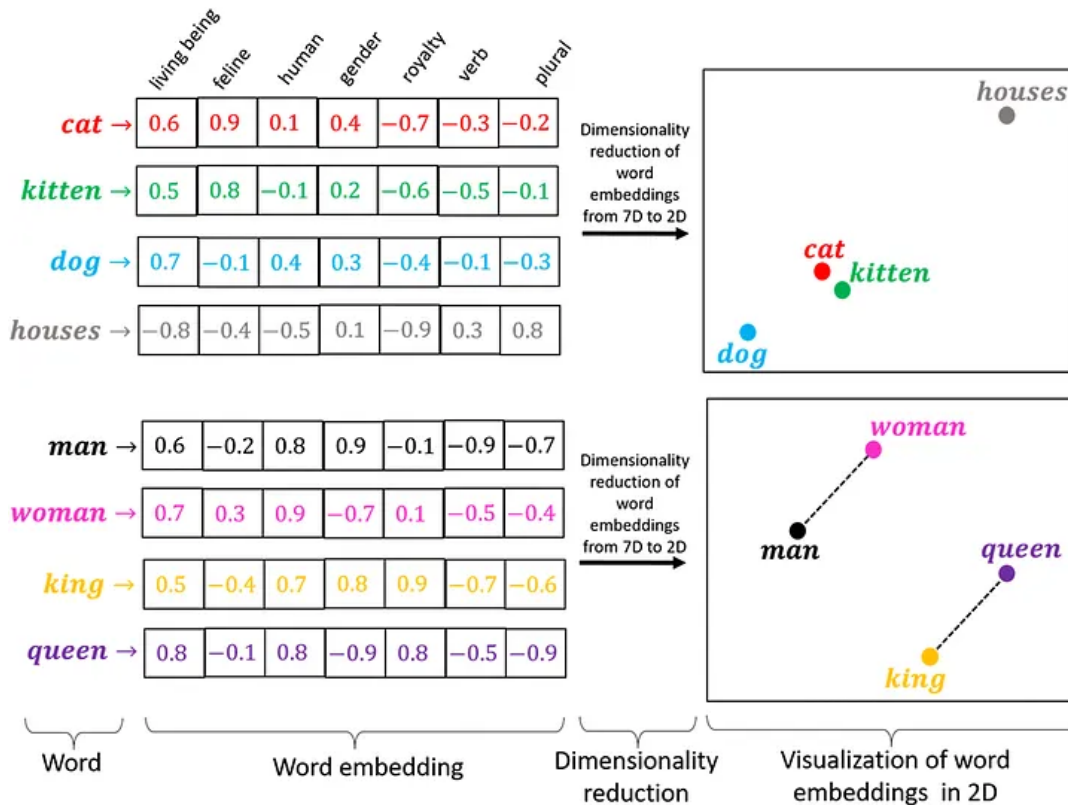 living being feline human gender royalty verb plural
cat → 0.6 0.9 0.1 0.4 −0.7 −0.3 −0.2
kitten → 0.5 0.8 −0.1 0.2 −0.6 −0.5 −0.1
dog → 0.7 −0.1 0.4 0.3 −0.4 −0.1 −0.3
houses → −0.8 −0.4 −0.5 0.1 −0.9 0.3 0.8
Dimensionality
reduction of
word
embeddings
from 7D to 2D
houses
cat
kitten
dog
man → 0.6 −0.2 0.8 0.9 −0.1 −0.9 −0.7
woman → 0.7 0.3 0.9 −0.7 0.1 −0.5 −0.4
king → 0.5 −0.4 0.7 0.8 0.9 −0.7 −0.6
queen → 0.8 −0.1 0.8 −0.9 0.8 −0.5 −0.9
Dimensionality
reduction of
word
embeddings
from 7D to 2D
woman
man
queen
king
Word
Word embedding
Dimensionality
reduction
Visualization of word
embeddings in 2D